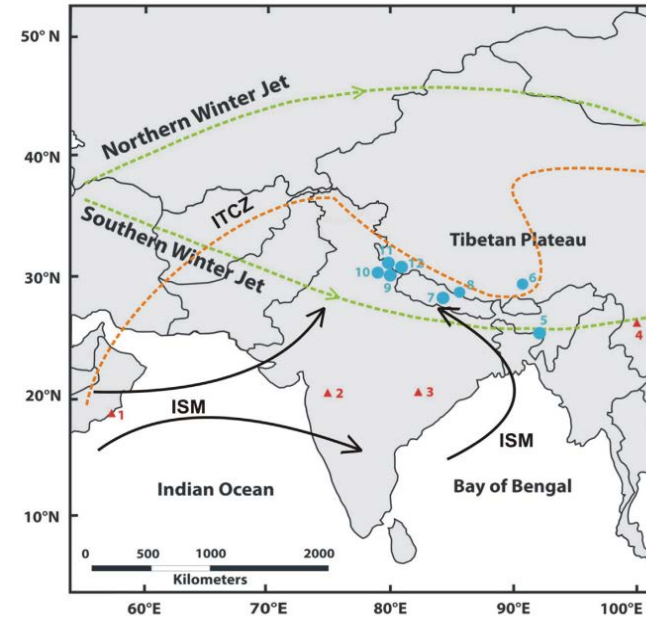 50° N
40°N
30°N
20°N
10°N
Northern Winter Jet
Southern Winter Jet
ITCZ
Tibetan Plateau
11
12
10
9
8
7
6
5
4
1
2
3
ISM
ISM
Indian Ocean
Bay of Bengal
0 500 1000 2000
Kilometers
60°E 70°E 80°E 90°E 100°E